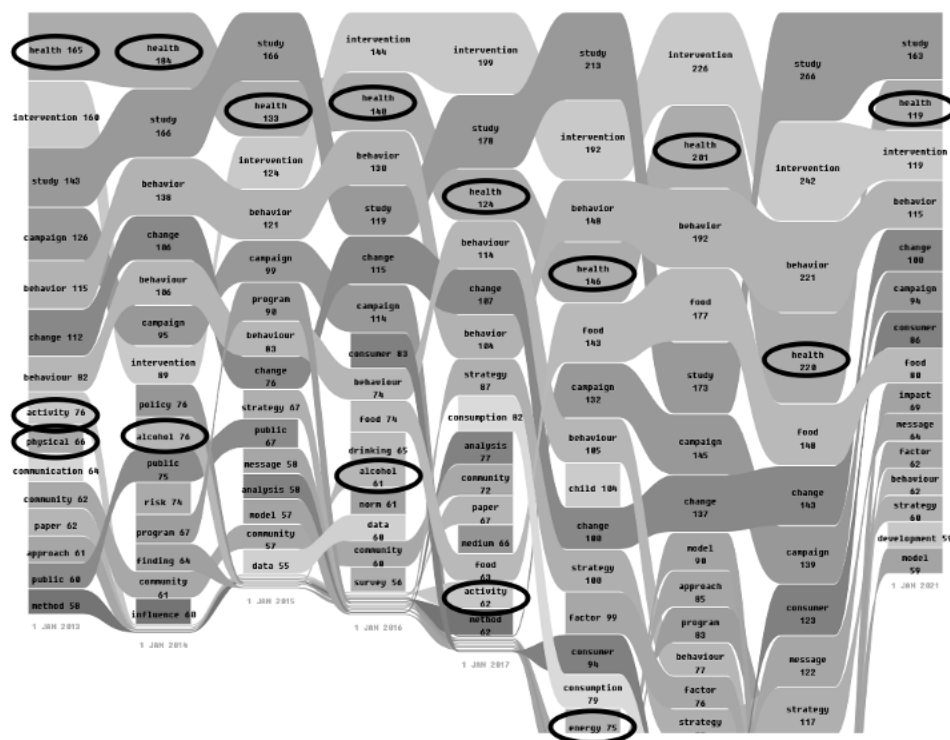 health 165
intervention 160
study 143
campaign 126
behavior 115
change 112
behaviour 82
activity 76
physical 66
communication 64
community 62
paper 62
approach 61
public 60
method 58
1 JAN 2013
health
184
study
166
behavior
138
change
106
behaviour
106
campaign
95
intervention
89
policy 76
alcohol 76
public
75
risk 74
program 67
finding 64
community
61
influence 60
1 JAN 2014
study
166
health
133
intervention
124
behavior
121
campaign
99
program
90
behaviour
83
change
76
strategy 67
public
67
message 58
analysis 58
model 57
community
57
data 55
1 JAN 2015
intervention
144
health
140
behavior
130
study
119
change
115
campaign
114
consumer 83
behaviour
74
food 74
drinking 65
alcohol
61
norm 61
data
60
community
60
survey 56
1 JAN 2016
intervention
199
study
178
health
124
behaviour
114
change
107
behavior
104
strategy
87
consumption 82
analysis
77
community
72
paper
67
medium 66
food
63
activity
62
method
62
1 JAN 2017
study
213
intervention
192
behavior
148
health
146
food
143
campaign
132
behaviour
105
child 104
change
100
strategy
100
factor 99
consumer
94
consumption
79
energy 75
intervention
226
health
201
behavior
192
food
177
study
173
campaign
145
change
137
model
90
approach
85
program
83
behaviour
77
factor
76
strategy
study
266
intervention
242
behavior
221
health
220
food
148
change
143
campaign
139
consumer
123
message
122
strategy
117
study
163
health
119
intervention
119
behavior
115
change
100
campaign
94
consumer
86
food
80
impact
69
message
64
factor
62
behaviour
62
strategy
60
development 59
model
59
1 JAN 2021